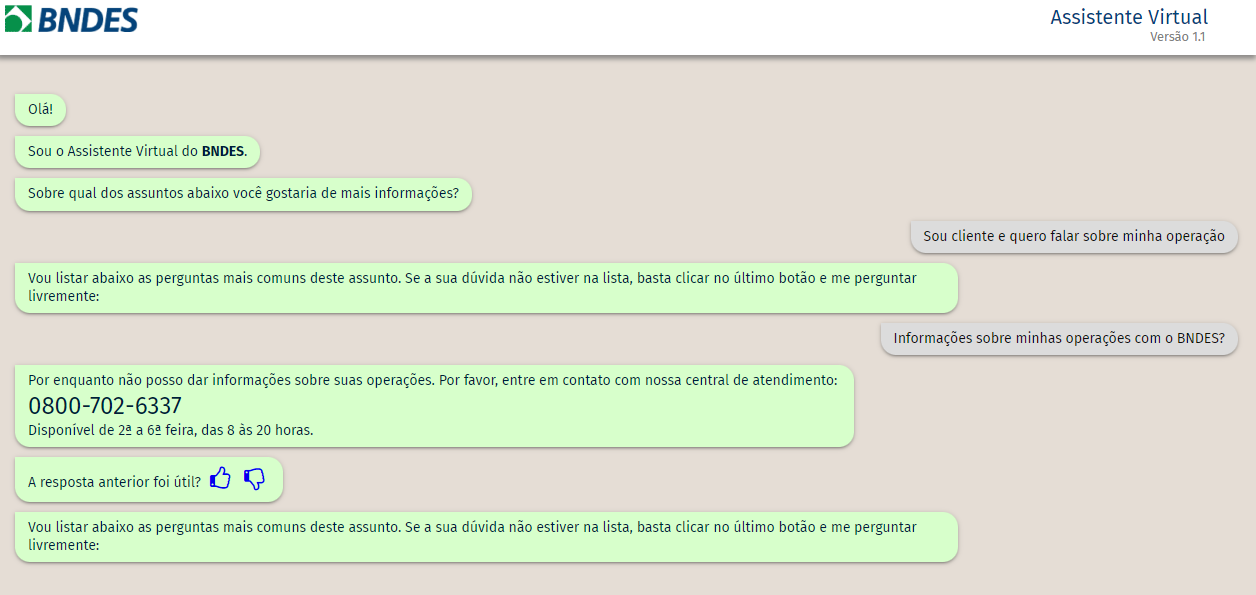 BNDES
Assistente Virtual
Versão 1.1
Olá!
Sou o Assistente Virtual do BNDES.
Sobre qual dos assuntos abaixo você gostaria de mais informações?
Sou cliente e quero falar sobre minha operação
Vou listar abaixo as perguntas mais comuns deste assunto. Se a sua dúvida não estiver na lista, basta clicar no último botão e me perguntar
livremente:
Informações sobre minhas operações com o BNDES?
Por enquanto não posso dar informações sobre suas operações. Por favor, entre em contato com nossa central de atendimento:
0800-702-6337
Disponível de 2ª a 6ª feira, das 8 às 20 horas.
A resposta anterior foi útil?
Vou listar abaixo as perguntas mais comuns deste assunto. Se a sua dúvida não estiver na lista, basta clicar no último botão e me perguntar
livremente: